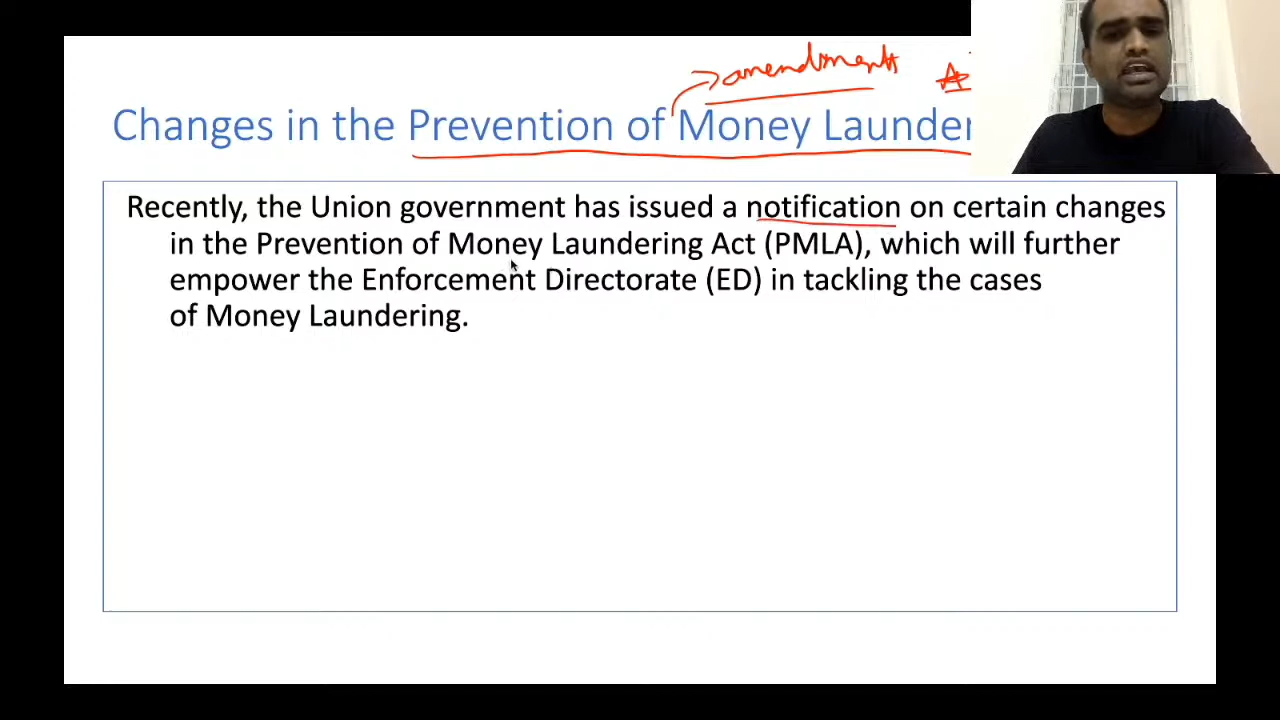 amendments
Changes in the Prevention of Money Launder
Recently, the Union government has issued a notification on certain changes
in the Prevention of Money Laundering Act (PMLA), which will further
empower the Enforcement Directorate (ED) in tackling the cases
of Money Laundering.